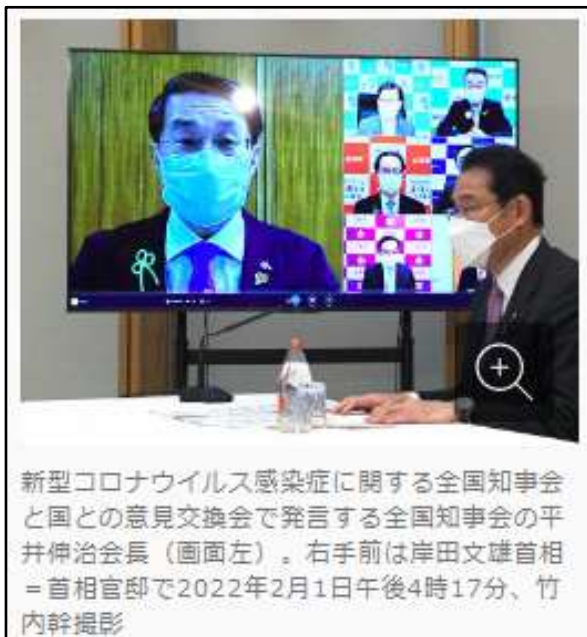 新型コロナウイルス感染症に関する全国知事会
と国との意見交換会で発言する全国知事会の平
井伸治会長（画面左）。右手前は岸田文雄首相
＝首相官邸で2022年2月1日午後4時17分、竹
内幹撮影